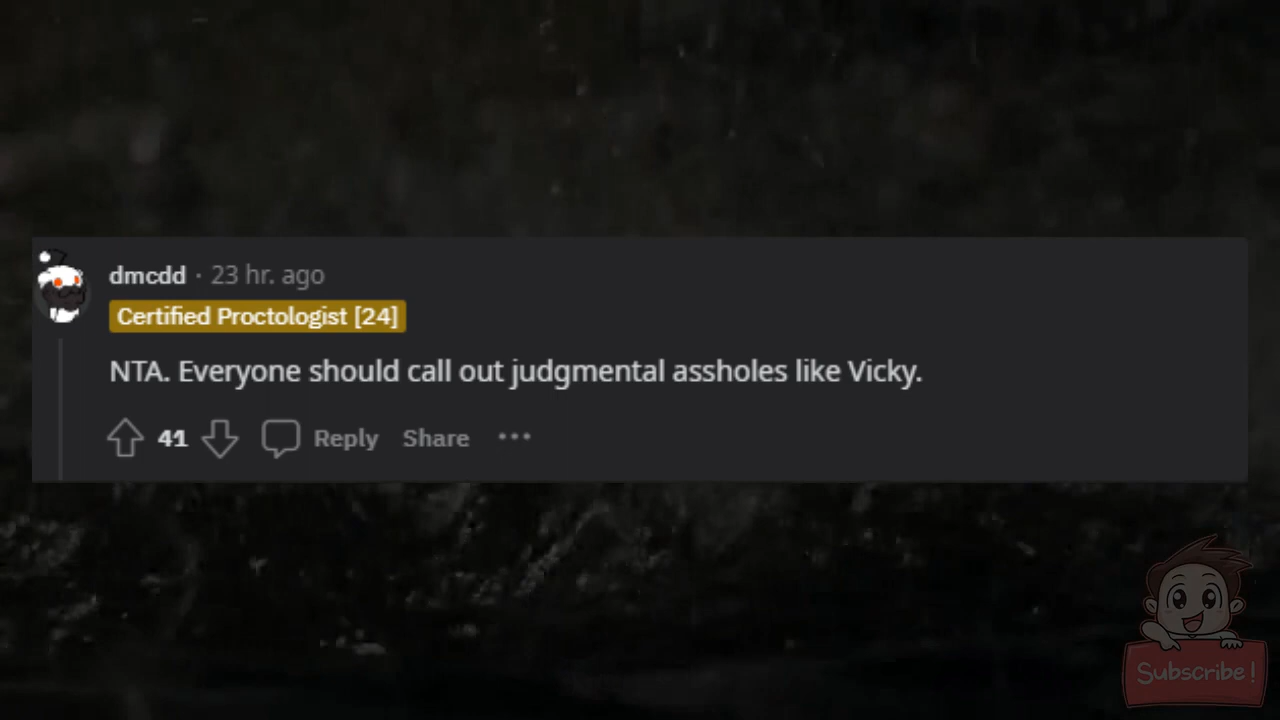 dmcdd · 23 hr. ago
Certified Proctologist [24]
NTA. Everyone should call out judgmental assholes like Vicky.
41 Reply Share ···
Subscribe!